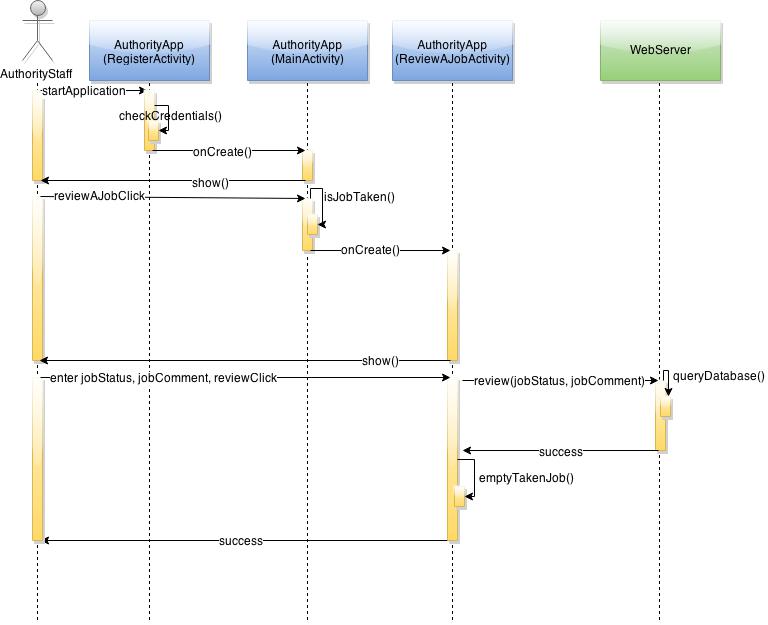 AuthorityStaff
AuthorityApp
(RegisterActivity)
AuthorityApp
(MainActivity)
AuthorityApp
(ReviewAJobActivity)
WebServer
startApplication
checkCredentials()
onCreate()
show()
reviewAJobClick
isJobTaken()
onCreate()
show()
enter jobStatus, jobComment, reviewClick
review(jobStatus, jobComment)
queryDatabase()
success
emptyTakenJob()
success